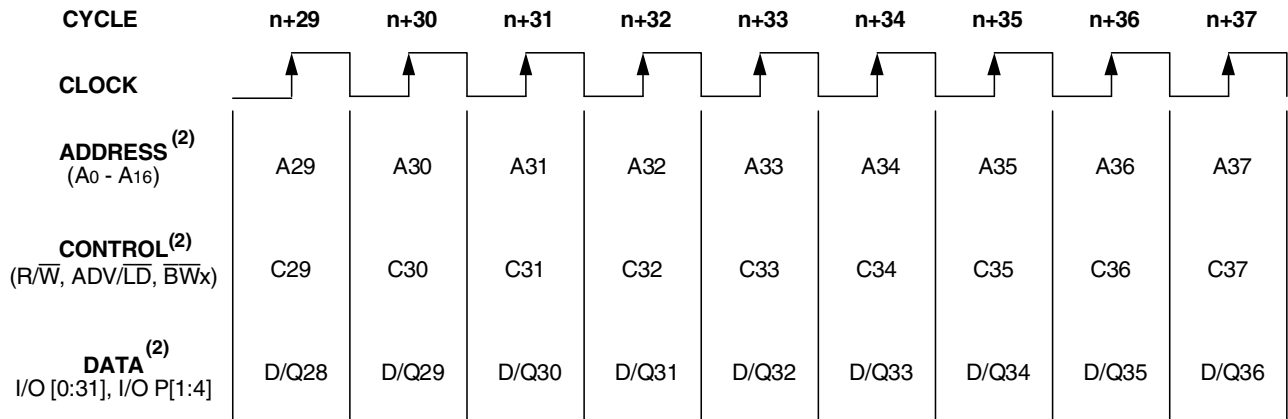 CYCLE n+29 n+30 n+31 n+32 n+33 n+34 n+35 n+36 n+37
CLOCK
ADDRESS (2)
(A0 - A16) A29 A30 A31 A32 A33 A34 A35 A36 A37
CONTROL(2)
(R/W̅, ADV/L̅D̅, B̅W̅x) C29 C30 C31 C32 C33 C34 C35 C36 C37
DATA(2)
I/O [0:31], I/O P[1:4] D/Q28 D/Q29 D/Q30 D/Q31 D/Q32 D/Q33 D/Q34 D/Q35 D/Q36